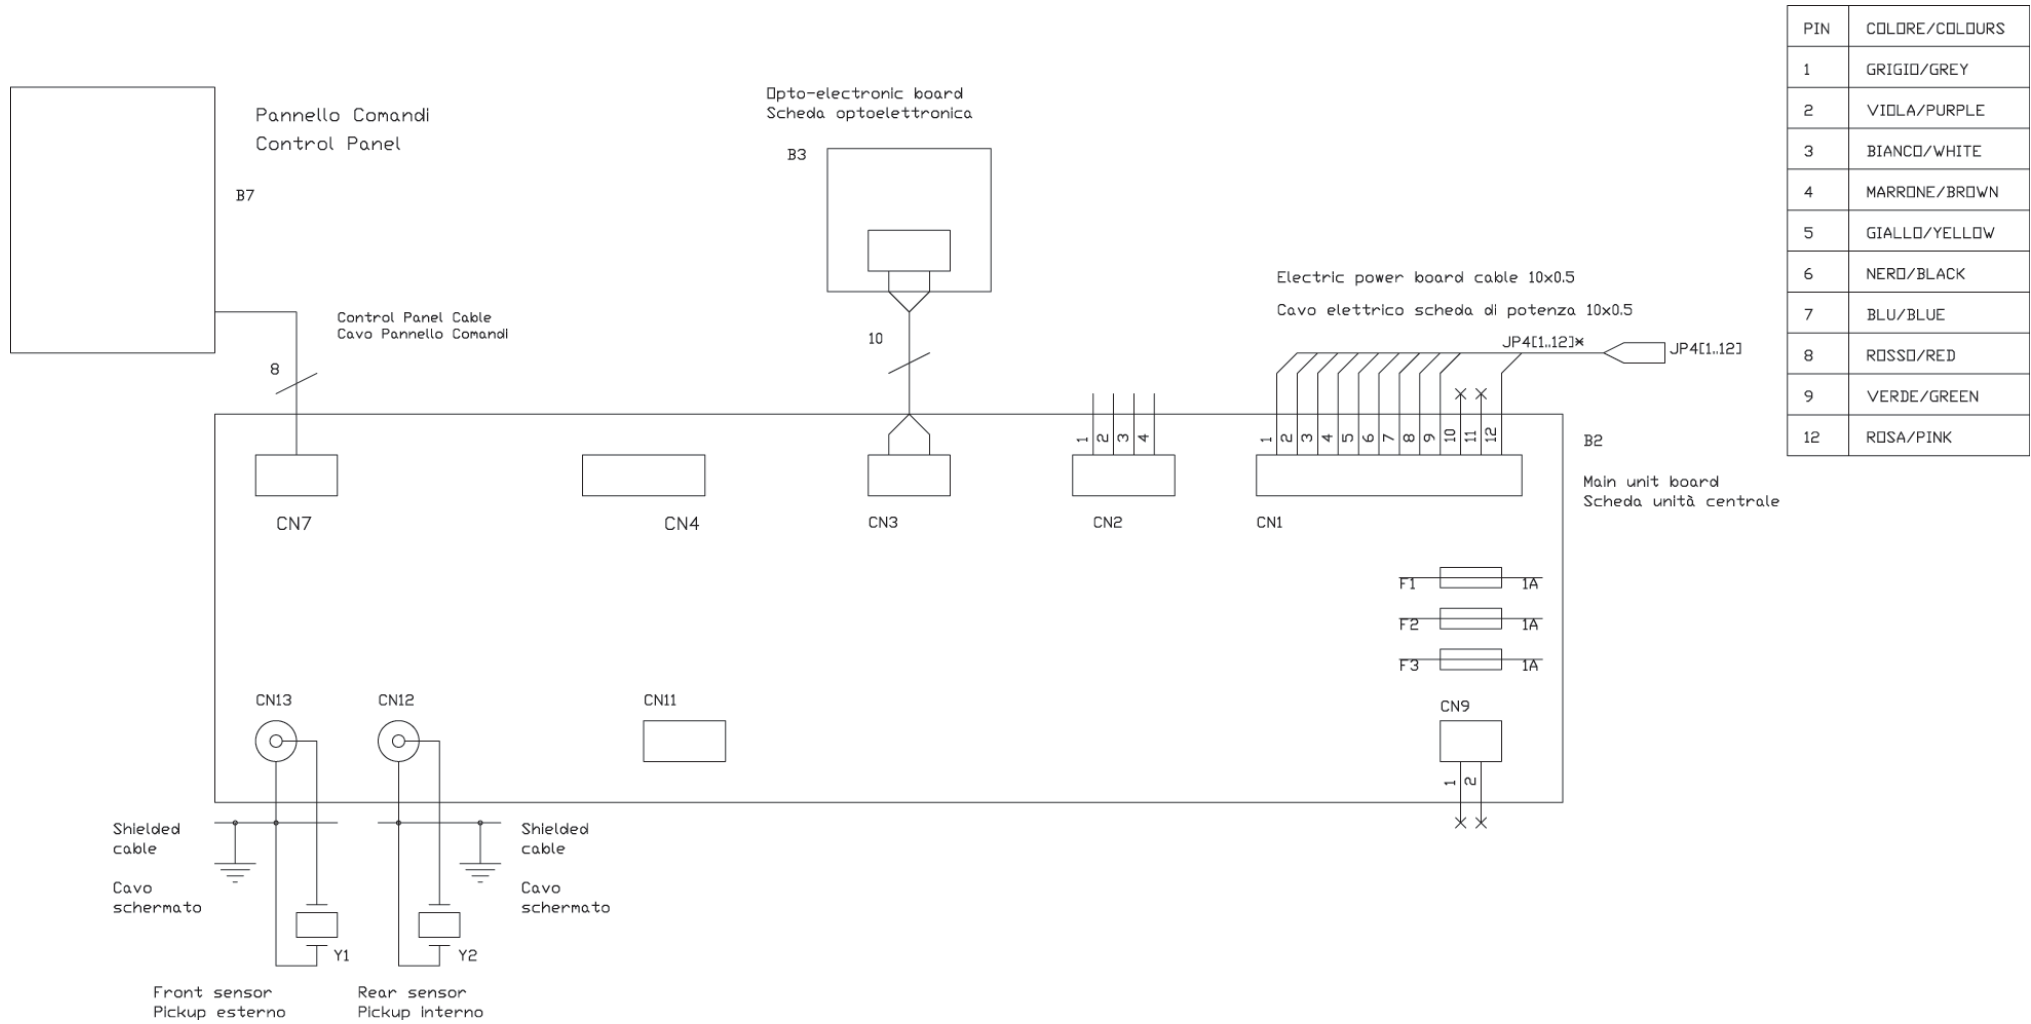 Pannello Comandi
Control Panel
B7
Control Panel Cable
Cavo Pannello Comandi
8
Opto-electronic board
Scheda optoelettronica
B3
10
Electric power board cable 10x0.5
Cavo elettrico scheda di potenza 10x0.5
JP4[1..12]*
JP4[1..12]
PIN COLORE/COLOURS
1 GRIGIO/GREY
2 VIOLA/PURPLE
3 BIANCO/WHITE
4 MARRONE/BROWN
5 GIALLO/YELLOW
6 NERO/BLACK
7 BLU/BLUE
8 ROSSO/RED
9 VERDE/GREEN
12 ROSA/PINK
1 2 3 4
1 2 3 4 5 6 7 8 9 10 11 12
B2
Main unit board
Scheda unità centrale
CN7
CN4
CN3
CN2
CN1
F1 1A
F2 1A
F3 1A
CN13
CN12
CN11
CN9
1 2
Shielded
cable
Cavo
schermato
Shielded
cable
Cavo
schermato
Y1
Y2
Front sensor
Pickup esterno
Rear sensor
Pickup interno